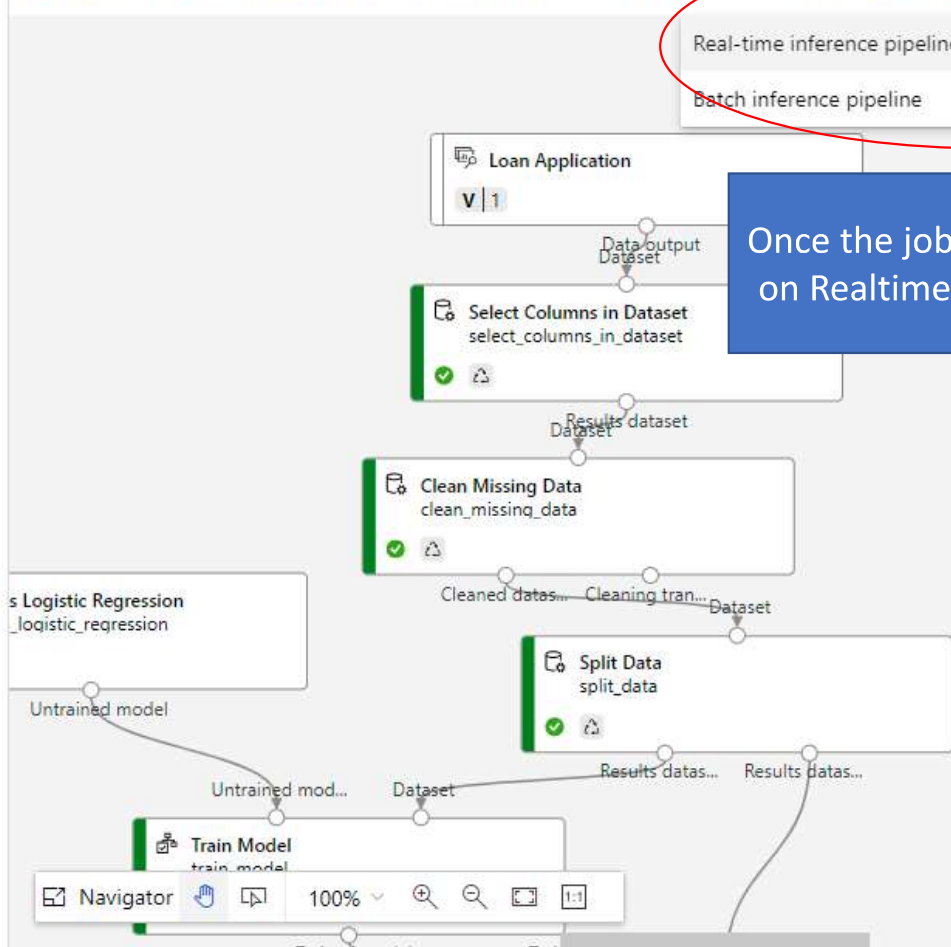 Real-time inference pipeline
Batch inference pipeline
Loan Application
V 1
Data output
Dataset
Once the job
on Realtime
Select Columns in Dataset
select_columns_in_dataset
Results dataset
Dataset
Clean Missing Data
clean_missing_data
Cleaned datas... Cleaning tran... Dataset
s Logistic Regression
_logistic_regression
Split Data
split_data
Untrained model
Results datas... Results datas...
Untrained mod... Dataset
Train Model
train_model
Navigator 100% 1:1